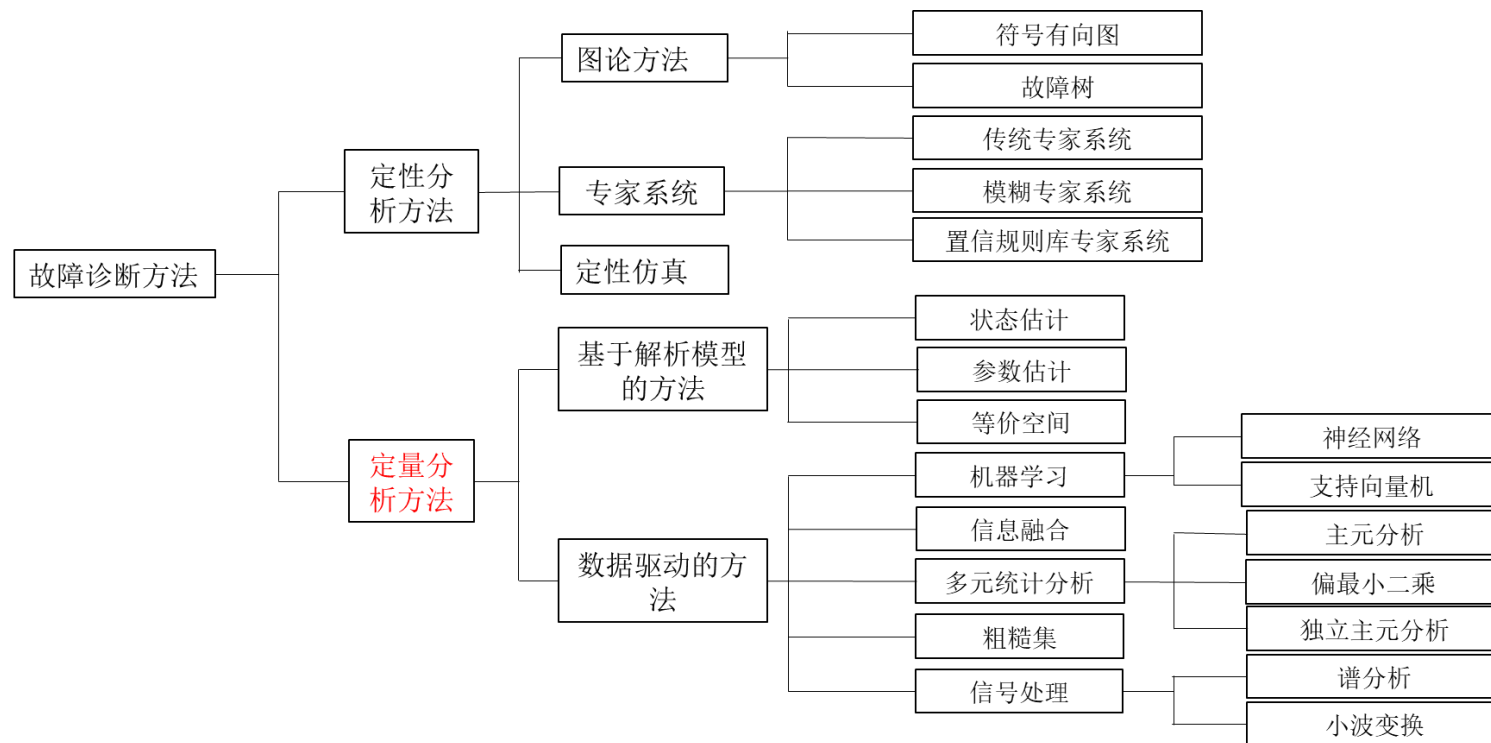 故障诊断方法
定性分
析方法
图论方法
符号有向图
故障树
专家系统
传统专家系统
模糊专家系统
置信规则库专家系统
定性仿真
定量分
析方法
基于解析模型
的方法
状态估计
参数估计
等价空间
数据驱动的方
法
机器学习
神经网络
支持向量机
信息融合
多元统计分析
主元分析
偏最小二乘
独立主元分析
粗糙集
信号处理
谱分析
小波变换